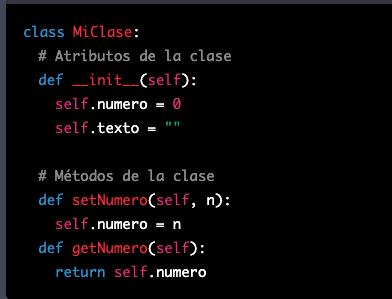 class MiClase:
  # Atributos de la clase
  def __init__(self):
    self.numero = 0
    self.texto = ""

  # Métodos de la clase
  def setNumero(self, n):
    self.numero = n
  def getNumero(self):
    return self.numero